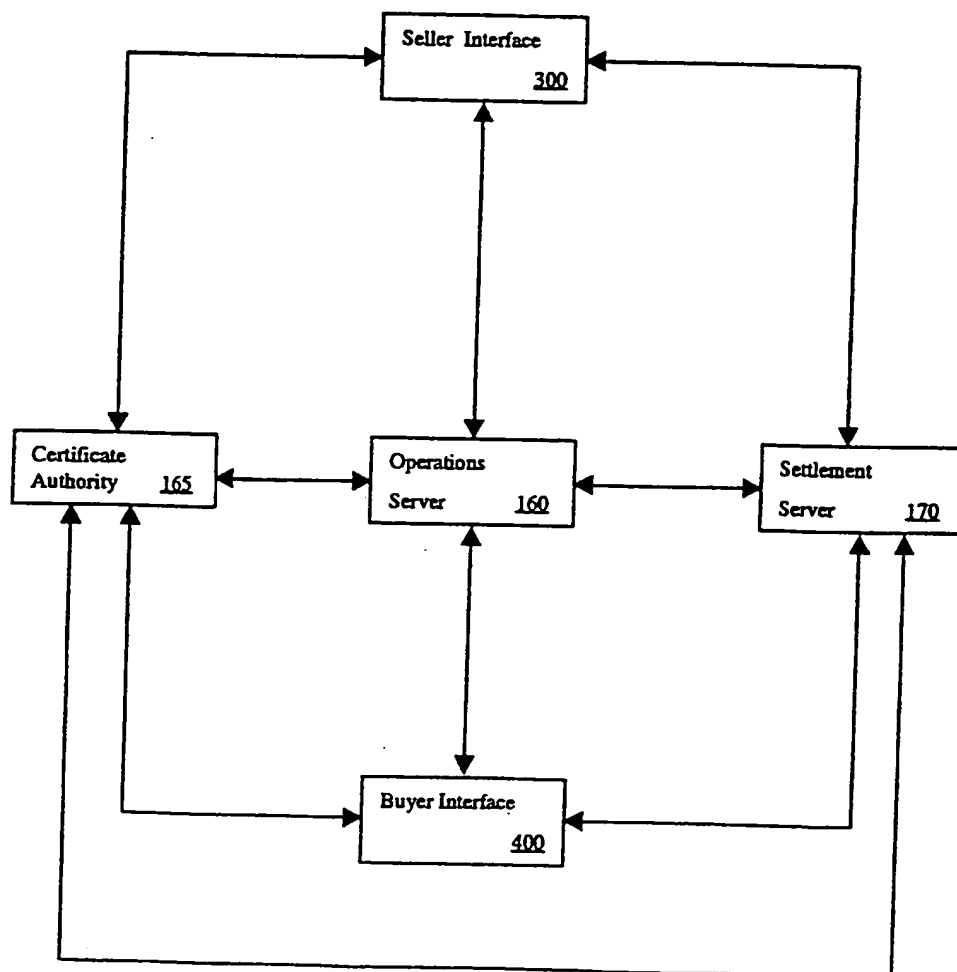 Seller Interface
300
Certificate
Authority 165
Operations
Server 160
Settlement
Server 170
Buyer Interface
400